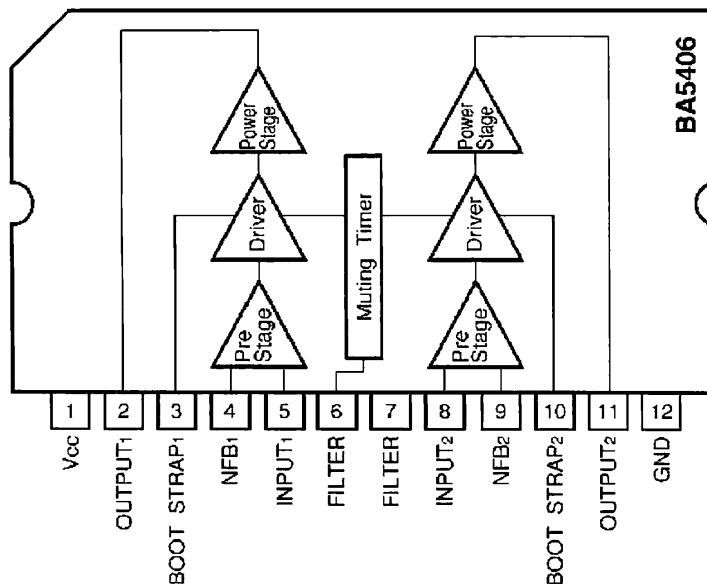 BA5406
Power
Stage
Power
Stage
Driver
Muting Timer
Driver
Pre
Stage
Pre
Stage
1 2 3 4 5 6 7 8 9 10 11 12
Vcc
OUTPUT1
BOOT STRAP1
NFB1
INPUT1
FILTER
FILTER
INPUT2
NFB2
BOOT STRAP2
OUTPUT2
GND